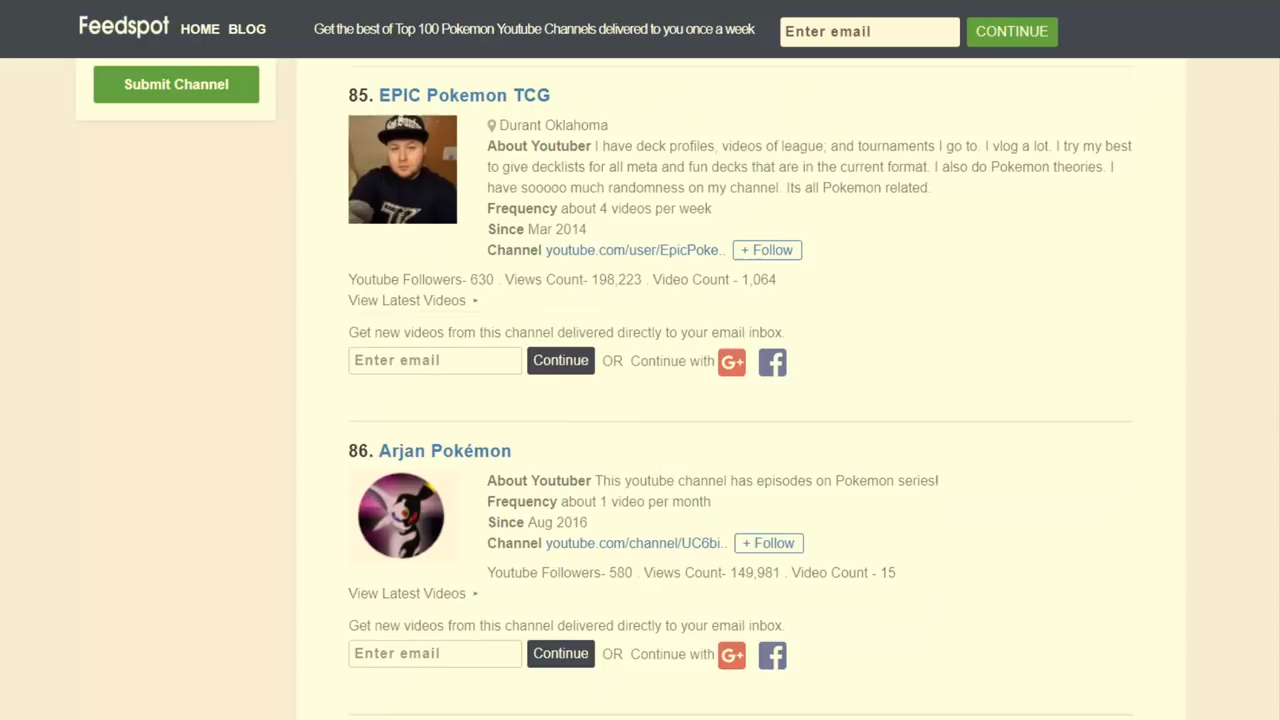 Feedspot HOME BLOG Get the best of Top 100 Pokemon Youtube Channels delivered to you once a week Enter email CONTINUE
Submit Channel
85. EPIC Pokemon TCG
Durant Oklahoma
About Youtuber I have deck profiles, videos of league, and tournaments I go to. I vlog a lot. I try my best
to give decklists for all meta and fun decks that are in the current format. I also do Pokemon theories. I
have sooooo much randomness on my channel. Its all Pokemon related.
Frequency about 4 videos per week
Since Mar 2014
Channel youtube.com/user/EpicPoke.. + Follow
Youtube Followers- 630 . Views Count- 198,223 . Video Count - 1,064
View Latest Videos ▸
Get new videos from this channel delivered directly to your email inbox.
Enter email Continue OR Continue with G+ f
86. Arjan Pokémon
About Youtuber This youtube channel has episodes on Pokemon series!
Frequency about 1 video per month
Since Aug 2016
Channel youtube.com/channel/UC6bi.. + Follow
Youtube Followers- 580 . Views Count- 149,981 . Video Count - 15
View Latest Videos ▸
Get new videos from this channel delivered directly to your email inbox.
Enter email Continue OR Continue with G+ f